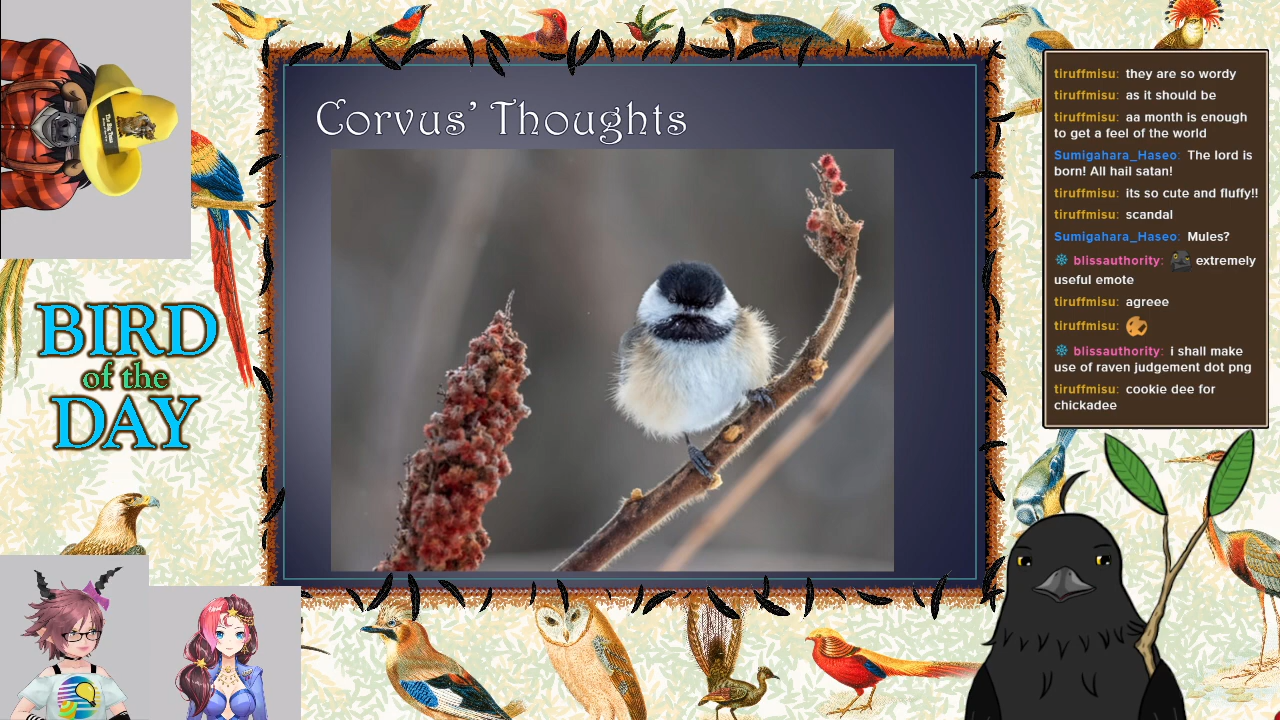 Corvus' Thoughts
BIRD
of the
DAY
tiruffmisu: they are so wordy
tiruffmisu: as it should be
tiruffmisu: aa month is enough
to get a feel of the world
Sumigahara_Haseo: The lord is
born! All hail satan!
tiruffmisu: its so cute and fluffy!!
tiruffmisu: scandal
Sumigahara_Haseo: Mules?
blissauthority: extremely
useful emote
tiruffmisu: agreee
tiruffmisu:
blissauthority: i shall make
use of raven judgement dot png
tiruffmisu: cookie dee for
chickadee